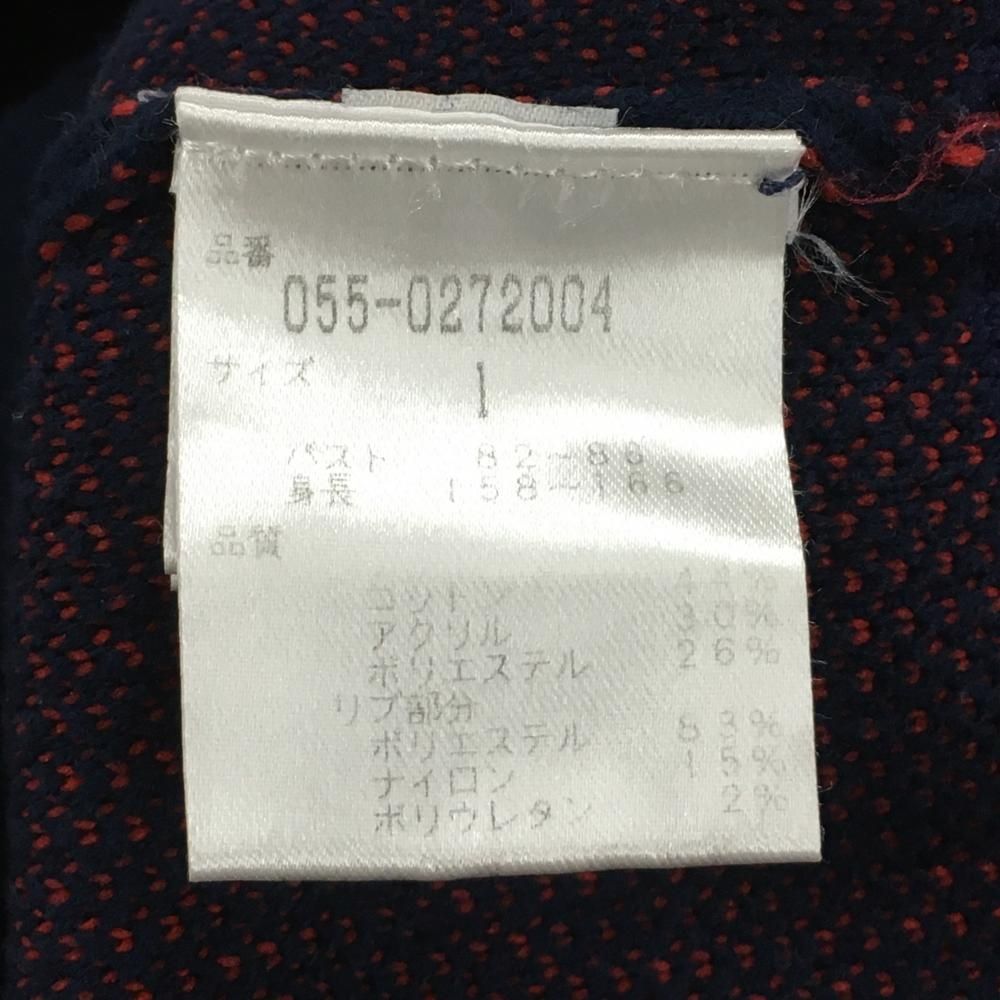 品番
055-0272004
サイズ 1
バスト 82~88
身長 158~166
品質
コットン 44%
アクリル 30%
ポリエステル 26%
リブ部分
ポリエステル 83%
ナイロン 15%
ポリウレタン 2%